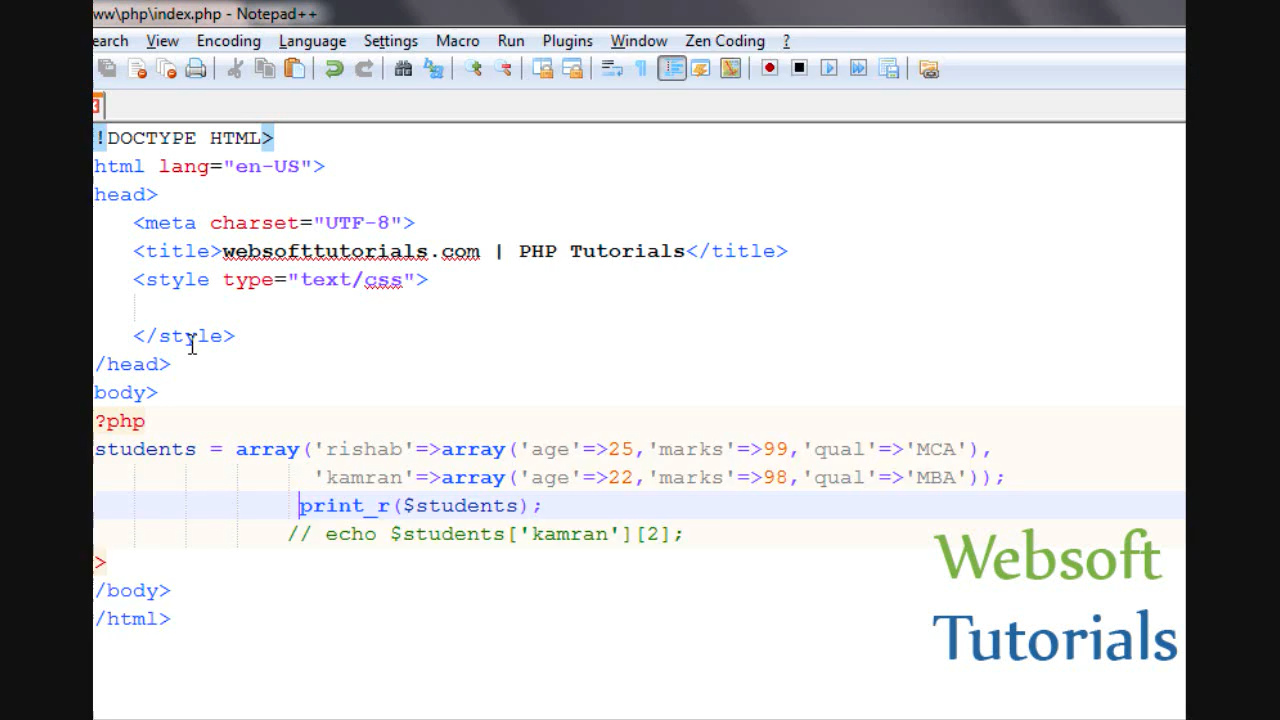 ww\php\index.php - Notepad++
earch View Encoding Language Settings Macro Run Plugins Window Zen Coding ?
!DOCTYPE HTML>
html lang="en-US">
head>
<meta charset="UTF-8">
<title>websofttutorials.com | PHP Tutorials</title>
<style type="text/css">
</style>
/head>
body>
?php
students = array('rishab'=>array('age'=>25,'marks'=>99,'qual'=>'MCA'),
'kamran'=>array('age'=>22,'marks'=>98,'qual'=>'MBA'));
print_r($students);
// echo $students['kamran'][2];
>
/body>
/html>
Websoft
Tutorials